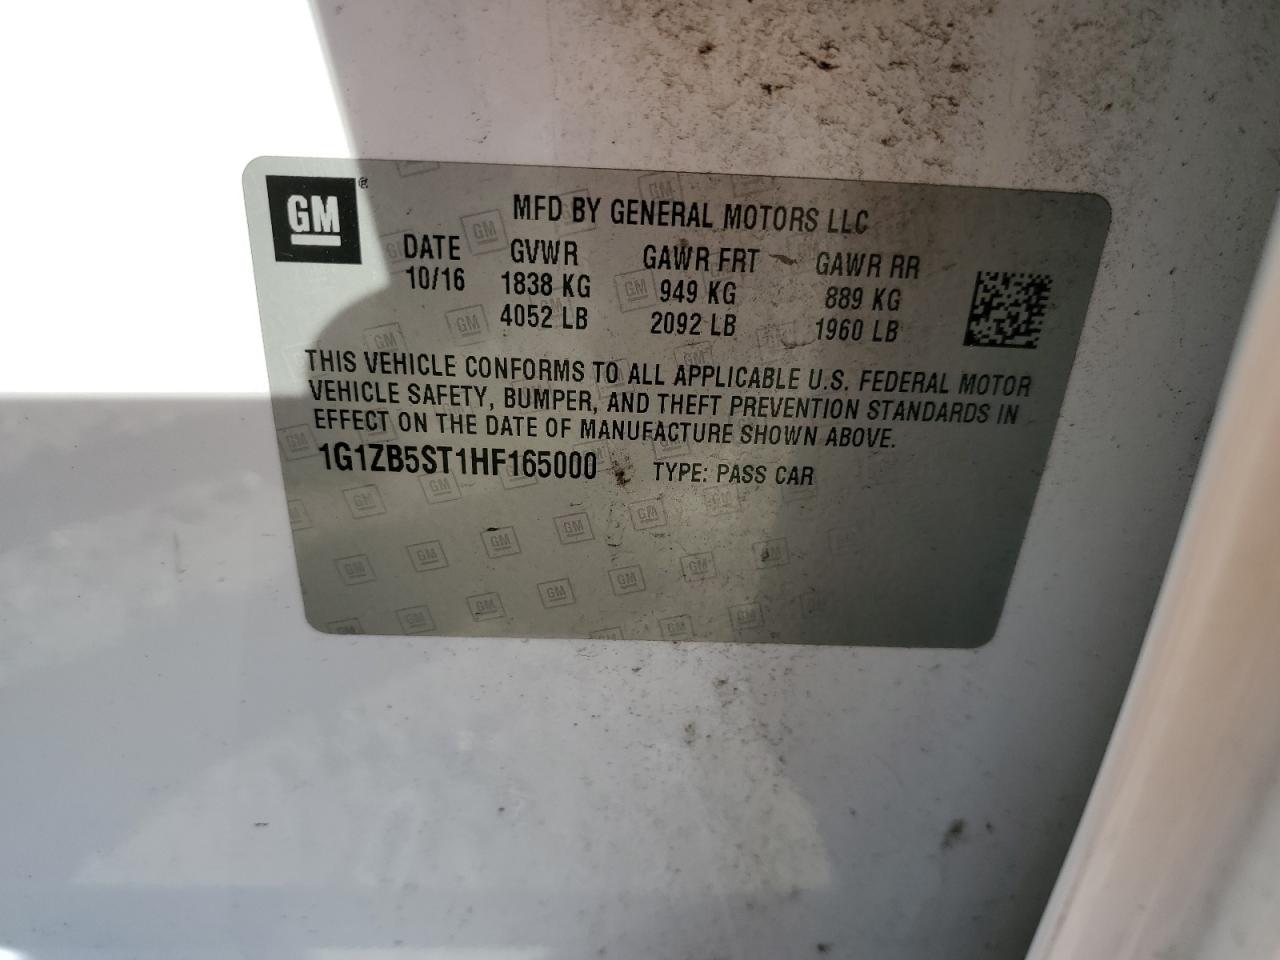 GM®
MFD BY GENERAL MOTORS LLC
DATE GVWR GAWR FRT GAWR RR
10/16 1838 KG 949 KG 889 KG
4052 LB 2092 LB 1960 LB
THIS VEHICLE CONFORMS TO ALL APPLICABLE U.S. FEDERAL MOTOR
VEHICLE SAFETY, BUMPER, AND THEFT PREVENTION STANDARDS IN
EFFECT ON THE DATE OF MANUFACTURE SHOWN ABOVE.
1G1ZB5ST1HF165000 TYPE: PASS CAR